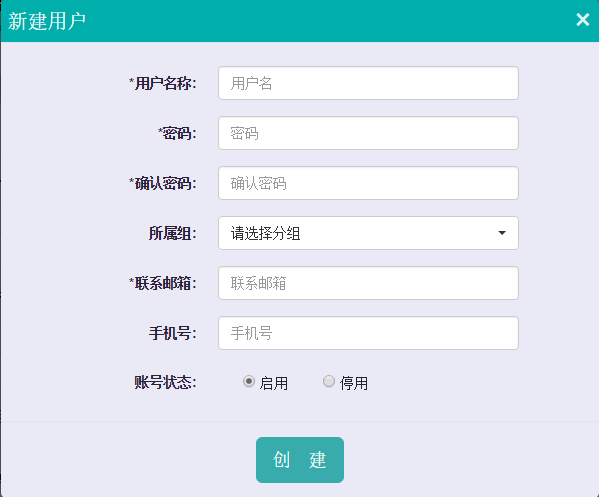 新建用户 ×
*用户名称： 用户名
*密码： 密码
*确认密码： 确认密码
所属组： 请选择分组
*联系邮箱： 联系邮箱
手机号： 手机号
账号状态： 启用 停用
创 建